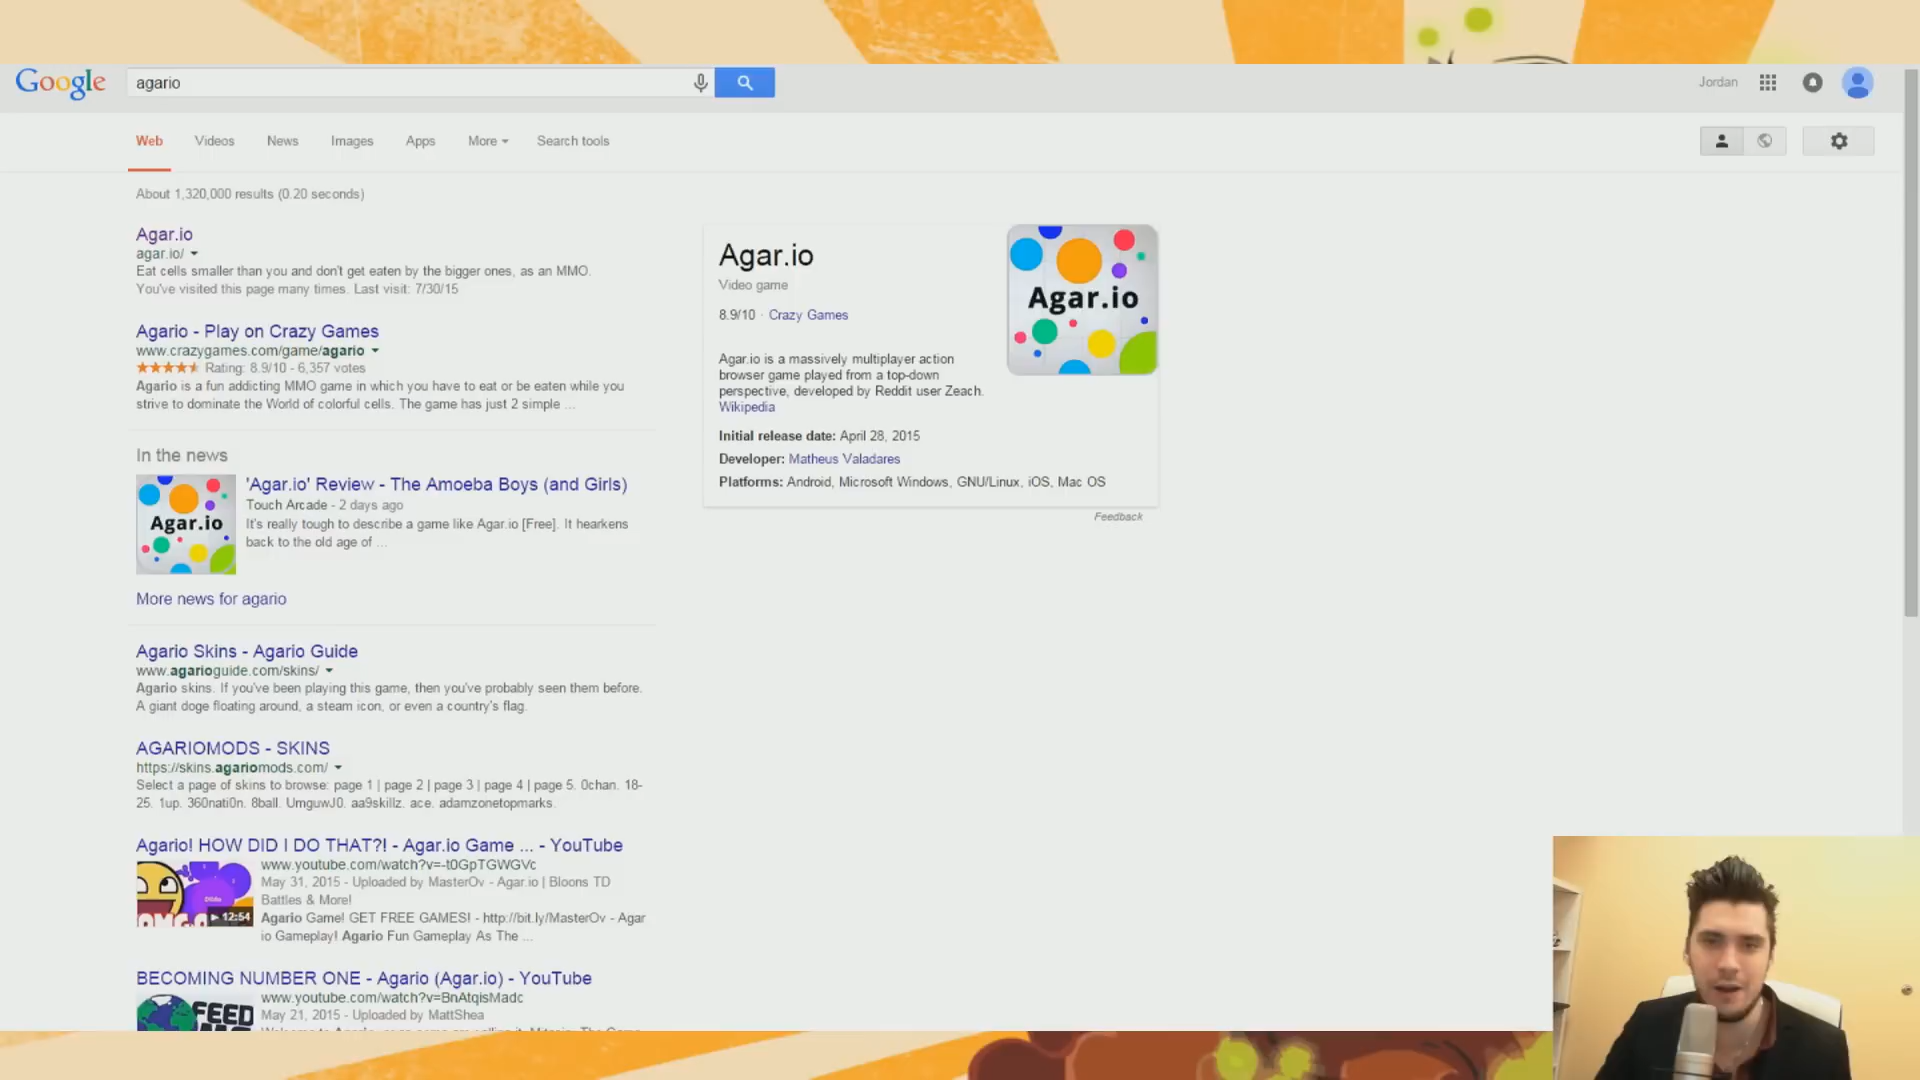 Google
agario
Jordan
Web Videos News Images Apps More Search tools
About 1,320,000 results (0.20 seconds)
Agar.io
agar.io/
Eat cells smaller than you and don't get eaten by the bigger ones, as an MMO.
You've visited this page many times. Last visit: 7/30/15
Agario - Play on Crazy Games
www.crazygames.com/game/agario
Rating: 8.9/10 - 6,357 votes
Agario is a fun addicting MMO game in which you have to eat or be eaten while you
strive to dominate the World of colorful cells. The game has just 2 simple ...
In the news
Agar.io
'Agar.io' Review - The Amoeba Boys (and Girls)
Touch Arcade - 2 days ago
It's really tough to describe a game like Agar.io [Free]. It hearkens
back to the old age of ...
More news for agario
Agario Skins - Agario Guide
www.agarioguide.com/skins/
Agario skins. If you've been playing this game, then you've probably seen them before.
A giant doge floating around, a steam icon, or even a country's flag.
AGARIOMODS - SKINS
https://skins.agariomods.com/
Select a page of skins to browse: page 1 | page 2 | page 3 | page 4 | page 5. 0chan. 18-
25. 1up. 360nati0n. 8ball. UmguwJ0. aa9skillz. ace. adamzonetopmarks.
Agario! HOW DID I DO THAT?! - Agar.io Game ... - YouTube
www.youtube.com/watch?v=-t0GpTGWGVc
May 31, 2015 - Uploaded by MasterOv - Agar.io | Bloons TD
Battles & More!
Agario Game! GET FREE GAMES! - http://bit.ly/MasterOv - Agar
io Gameplay! Agario Fun Gameplay As The ...
12:54
BECOMING NUMBER ONE - Agario (Agar.io) - YouTube
www.youtube.com/watch?v=BnAtqisMadc
May 21, 2015 - Uploaded by MattShea
FEED
Agar.io
Video game
8.9/10 · Crazy Games
Agar.io is a massively multiplayer action
browser game played from a top-down
perspective, developed by Reddit user Zeach.
Wikipedia
Initial release date: April 28, 2015
Developer: Matheus Valadares
Platforms: Android, Microsoft Windows, GNU/Linux, iOS, Mac OS
Agar.io
Feedback